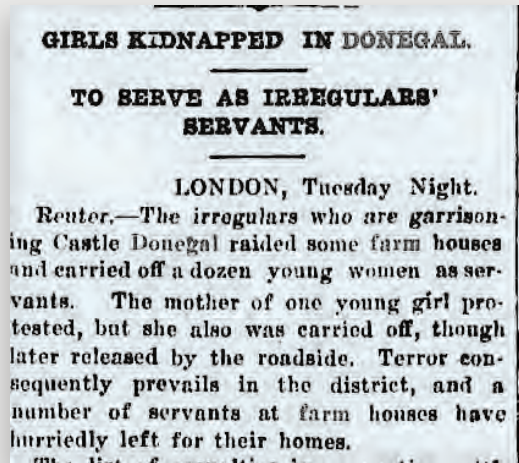 GIRLS KIDNAPPED IN DONEGAL.
TO SERVE AS IRREGULARS'
SERVANTS.
LONDON, Tuesday Night.
Reuter.—The irregulars who are garrison-
ing Castle Donegal raided some farm houses
and carried off a dozen young women as ser-
vants. The mother of one young girl pro-
tested, but she also was carried off, though
later released by the roadside. Terror con-
sequently prevails in the district, and a
number of servants at farm houses have
hurriedly left for their homes.